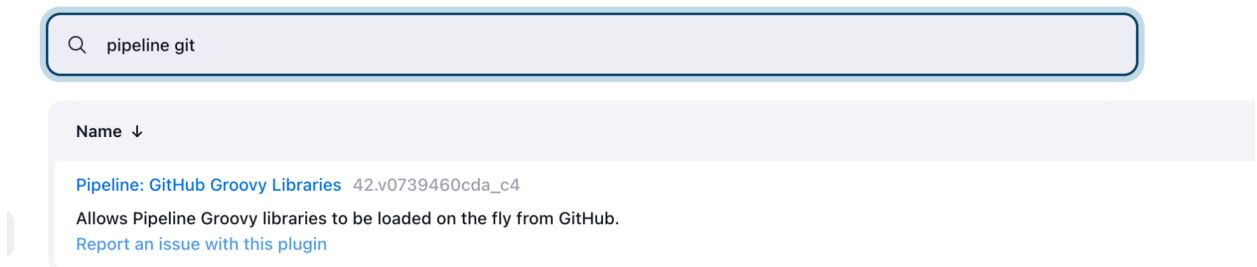 pipeline git
Name ↓
Pipeline: GitHub Groovy Libraries 42.v0739460cda_c4
Allows Pipeline Groovy libraries to be loaded on the fly from GitHub.
Report an issue with this plugin